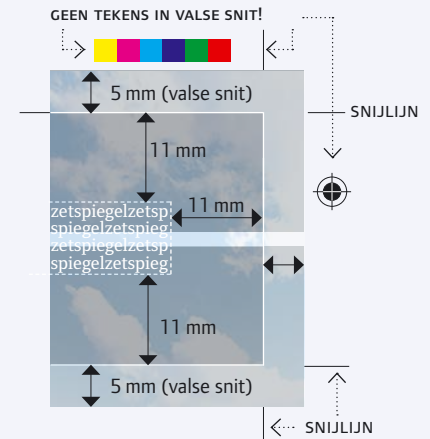 GEEN TEKENS IN VALSE SNIT!
5 mm (valse snit)
SNIJLIJN
11 mm
zetspiegelzetsp
11 mm
spiegelzetspieg
zetspiegelzetsp
spiegelzetspieg
11 mm
5 mm (valse snit)
SNIJLIJN